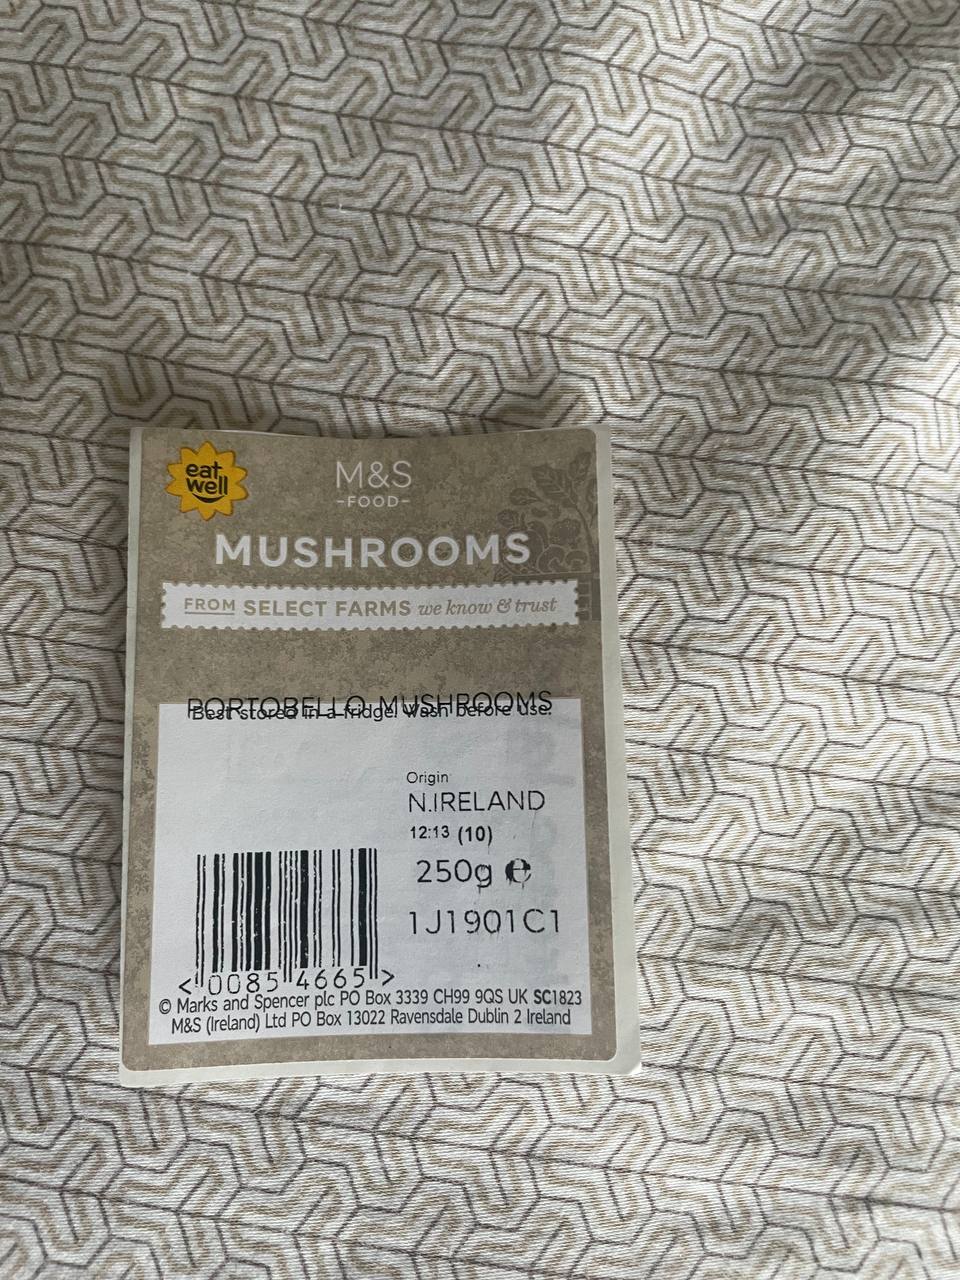 eat
well
M&S
-FOOD-
MUSHROOMS
FROM SELECT FARMS we know & trust
PORTOBELLO MUSHROOMS
Best stored in a fridge. Wash before use.
Origin
N.IRELAND
12:13 (10)
250g ℮
1J1901C1
<0085 4665>
© Marks and Spencer plc PO Box 3339 CH99 9QS UK SC1823
M&S (Ireland) Ltd PO Box 13022 Ravensdale Dublin 2 Ireland